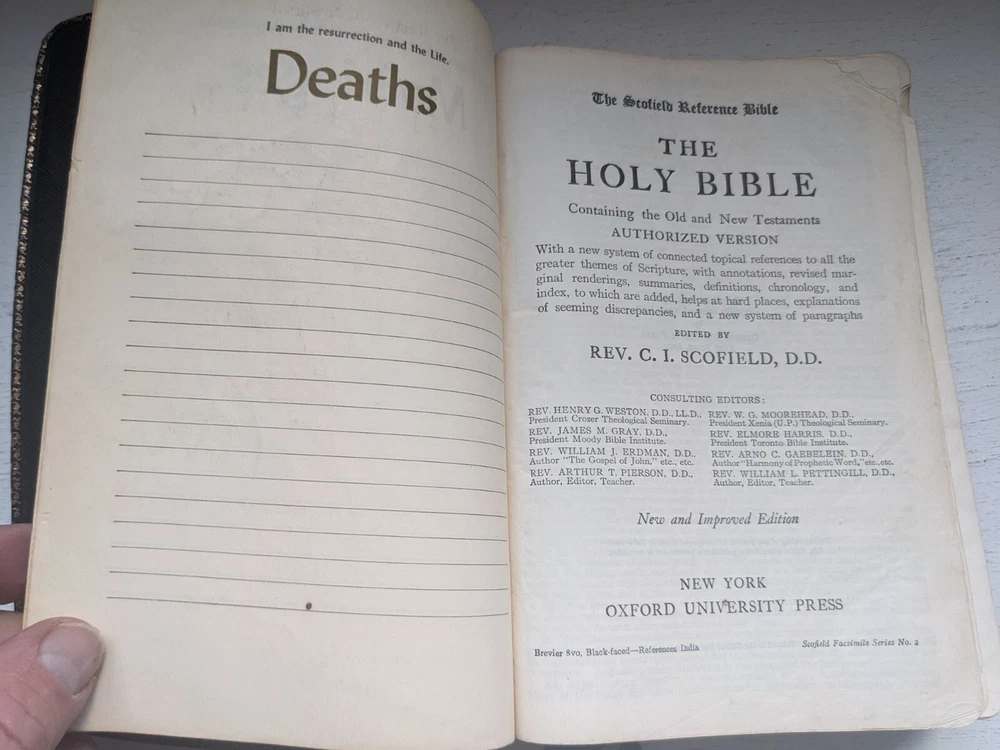 I am the resurrection and the Life.
Deaths
The Scofield Reference Bible
THE
HOLY BIBLE
Containing the Old and New Testaments
AUTHORIZED VERSION
With a new system of connected topical references to all the
greater themes of Scripture, with annotations, revised mar-
ginal renderings, summaries, definitions, chronology, and
index, to which are added, helps at hard places, explanations
of seeming discrepancies, and a new system of paragraphs
EDITED BY
REV. C. I. SCOFIELD, D.D.
CONSULTING EDITORS:
REV. HENRY G. WESTON, D.D., LL.D.,
President Crozer Theological Seminary.
REV. JAMES M. GRAY, D.D.,
President Moody Bible Institute.
REV. WILLIAM J. ERDMAN, D.D.,
Author "The Gospel of John," etc., etc.
REV. ARTHUR T. PIERSON, D.D.,
Author, Editor, Teacher.
REV. W. G. MOOREHEAD, D.D.,
President Xenia (U.P.) Theological Seminary.
REV. ELMORE HARRIS, D.D.,
President Toronto Bible Institute.
REV. ARNO C. GAEBELEIN, D.D.,
Author "Harmony of Prophetic Word," etc., etc.
REV. WILLIAM L. PETTINGILL, D.D.,
Author, Editor, Teacher.
New and Improved Edition
NEW YORK
OXFORD UNIVERSITY PRESS
Brevier 8vo, Black-faced—References India
Scofield Facsimile Series No. 2